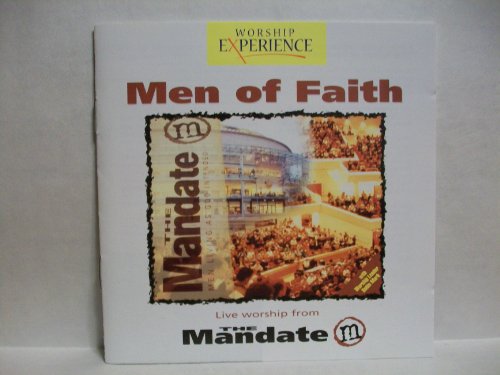 WORSHIP
EXPERIENCE
Men of Faith
THE
Mandate
m
Live worship from
THE
Mandate m